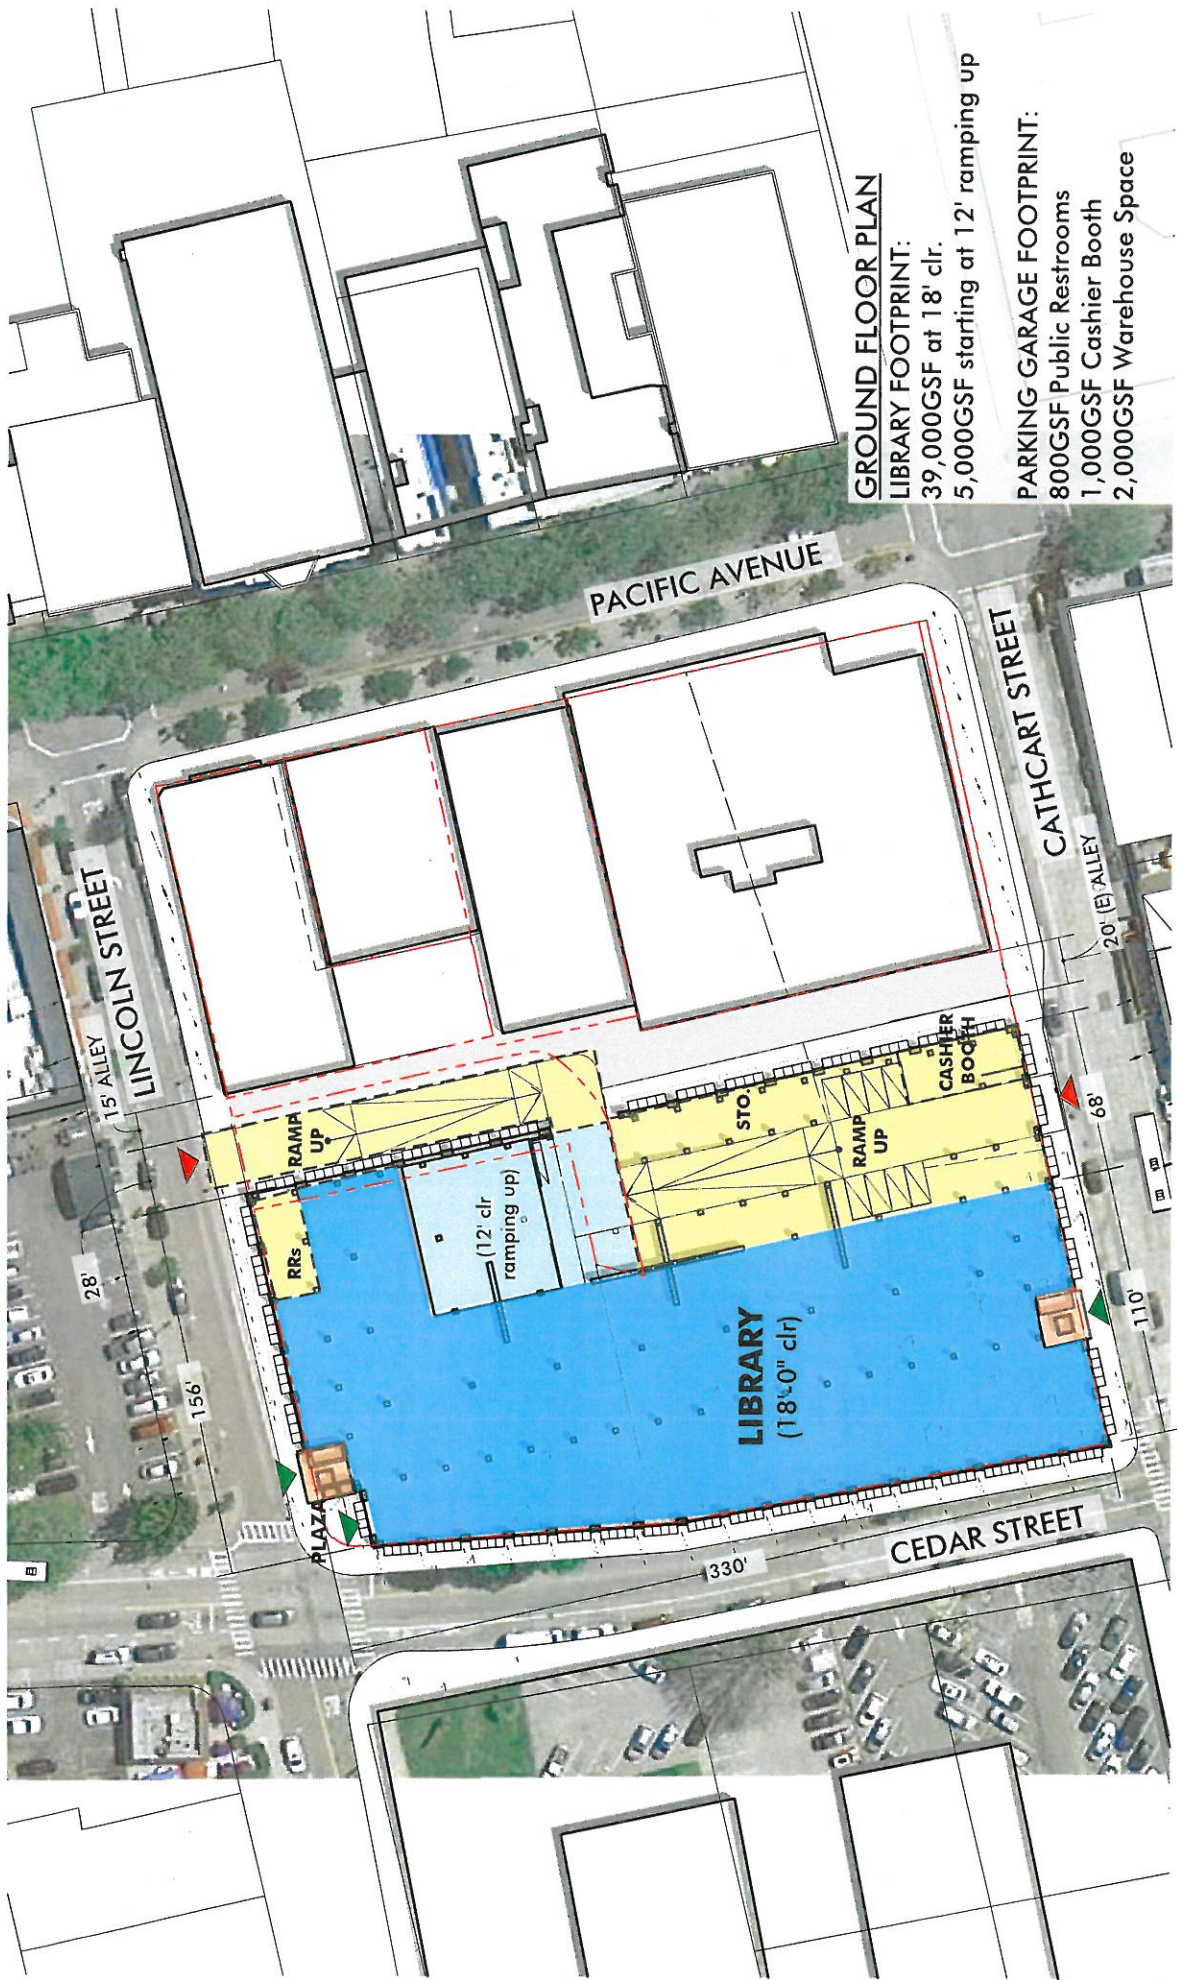 GROUND FLOOR PLAN
LIBRARY FOOTPRINT:
39,000GSF at 18' clr.
5,000GSF starting at 12' ramping up
PARKING GARAGE FOOTPRINT:
800GSF Public Restrooms
1,000GSF Cashier Booth
2,000GSF Warehouse Space
PACIFIC AVENUE
LINCOLN STREET
15' ALLEY
28'
156'
CATHCART STREET
20' (E) ALLEY
68'
110'
CEDAR STREET
330'
PLAZA
RRs
RAMP
UP
(12' clr
ramping up)
STO.
RAMP
UP
CASHIER
BOOTH
LIBRARY
(18'-0" clr)